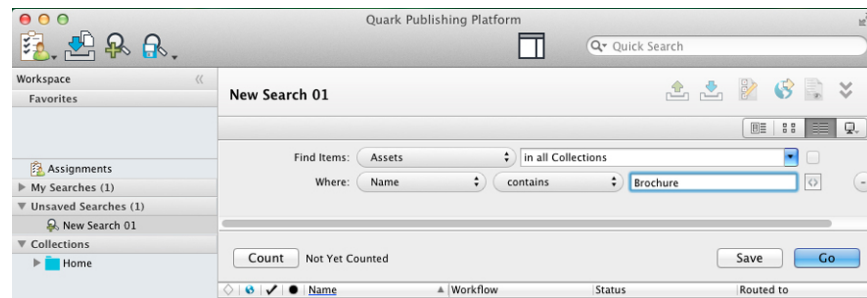 Quark Publishing Platform
Quick Search
Workspace
Favorites
Assignments
My Searches (1)
Unsaved Searches (1)
New Search 01
Collections
Home
New Search 01
Find Items: Assets in all Collections
Where: Name contains Brochure
Count Not Yet Counted Save Go
Name Workflow Status Routed to